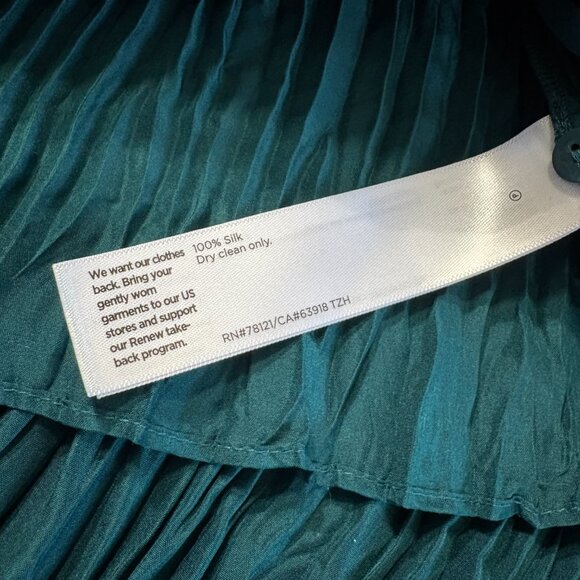 We want our clothes
back. Bring your
gently worn
garments to our US
stores and support
our Renew take-
back program.
100% Silk
Dry clean only.
RN#78121/CA#63918 TZH
P